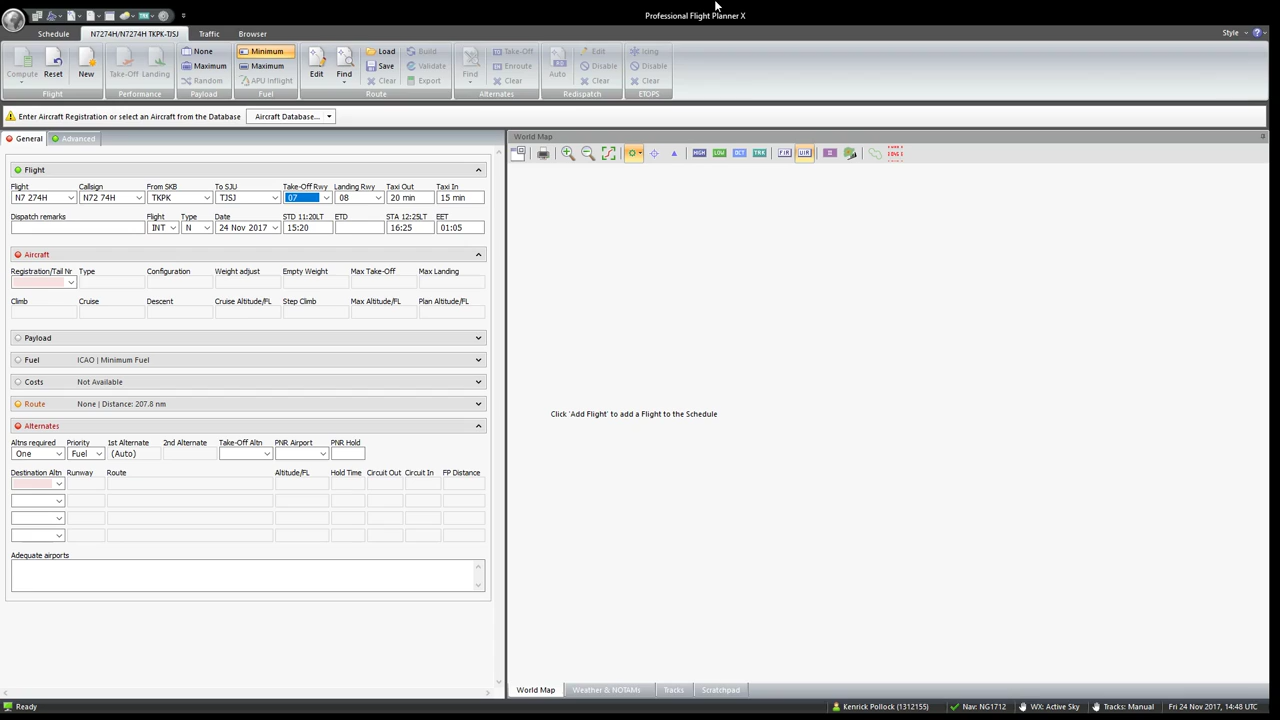 Professional Flight Planner X
Schedule N7274H/N7274H TKPK-TJSJ Traffic Browser Style
Compute Reset New Take-Off Landing None Maximum Random Minimum Maximum APU Inflight Edit Find Load Save Clear Build Validate Export Find Take-Off Enroute Clear Auto Edit Disable Clear Icing Disable Clear
Flight Performance Payload Fuel Route Alternates Redispatch ETOPS
Enter Aircraft Registration or select an Aircraft from the Database Aircraft Database...
General Advanced
World Map
HIGH LOW OCT TRK FIR UIR
Flight
Flight Callsign From SKB To SJU Take-Off Rwy Landing Rwy Taxi Out Taxi In
N7 274H N72 74H TKPK TJSJ 07 08 20 min 15 min
Dispatch remarks Flight Type Date STD 11:20LT ETD STA 12:25LT EET
INT N 24 Nov 2017 15:20 16:25 01:05
Aircraft
Registration/Tail Nr Type Configuration Weight adjust Empty Weight Max Take-Off Max Landing
Climb Cruise Descent Cruise Altitude/FL Step Climb Max Altitude/FL Plan Altitude/FL
Payload
Fuel ICAO | Minimum Fuel
Costs Not Available
Route None | Distance: 207.8 nm
Click 'Add Flight' to add a Flight to the Schedule
Alternates
Altns required Priority 1st Alternate 2nd Alternate Take-Off Altn PNR Airport PNR Hold
One Fuel (Auto)
Destination Altn Runway Route Altitude/FL Hold Time Circuit Out Circuit In FP Distance
Adequate airports
World Map Weather & NOTAMs Tracks Scratchpad
Ready Kenrick Pollock (1312155) Nav: NG1712 WX: Active Sky Tracks: Manual Fri 24 Nov 2017, 14:48 UTC